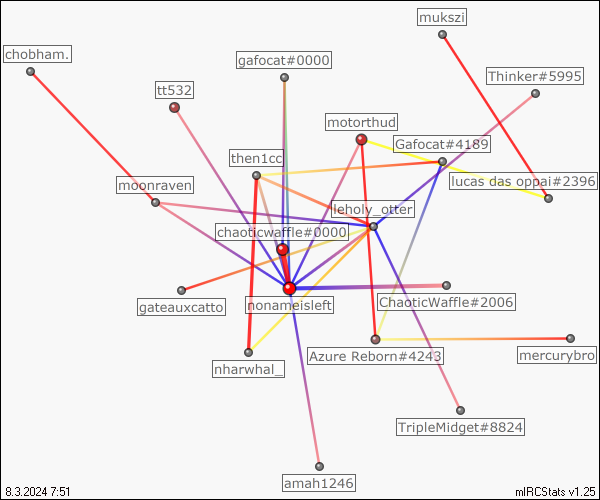 mukszi
chobham.
gafocat#0000
Thinker#5995
tt532
motorthud
Gafocat#4189
then1cc
lucas das oppai#2396
moonraven
leholy_otter
chaoticwaffle#0000
ChaoticWaffle#2006
gateauxcatto
nonameisleft
Azure Reborn#4243
mercurybro
nharwhal_
TripleMidget#8824
amah1246
8.3.2024 7:51
mIRCStats v1.25